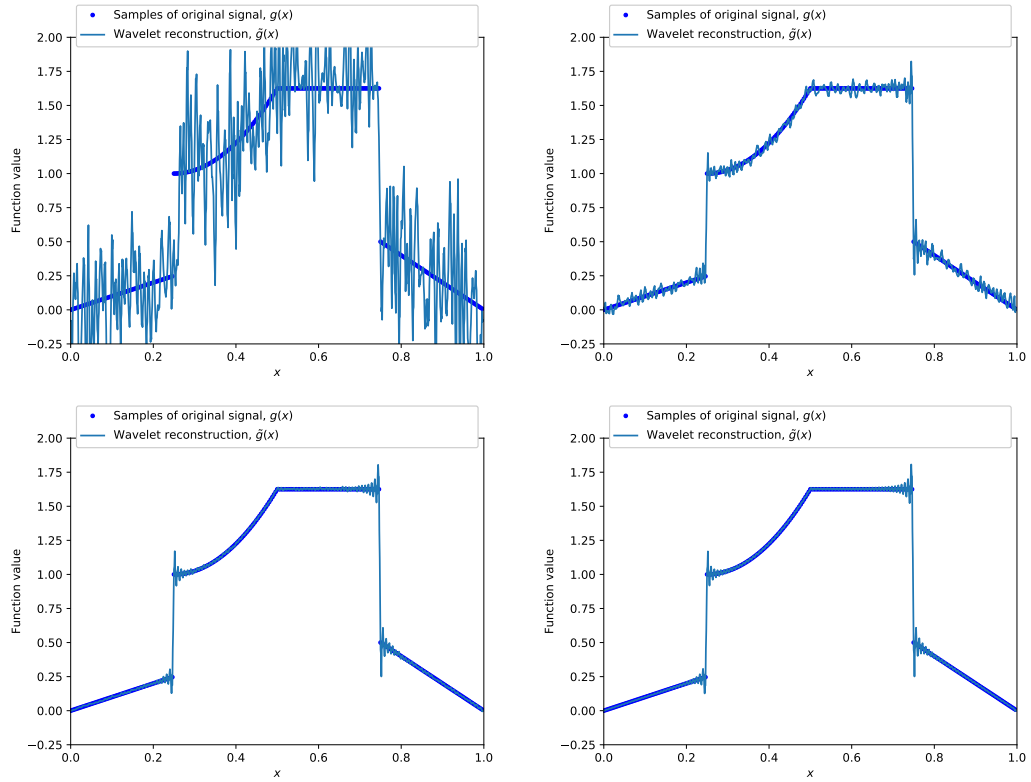 Samples of original signal, g(x)
Wavelet reconstruction, g̃(x)
2.00
1.75
1.50
1.25
1.00
0.75
0.50
0.25
0.00
−0.25
Function value
0.0 0.2 0.4 0.6 0.8 1.0
x
Samples of original signal, g(x)
Wavelet reconstruction, g̃(x)
2.00
1.75
1.50
1.25
1.00
0.75
0.50
0.25
0.00
−0.25
Function value
0.0 0.2 0.4 0.6 0.8 1.0
x
Samples of original signal, g(x)
Wavelet reconstruction, g̃(x)
2.00
1.75
1.50
1.25
1.00
0.75
0.50
0.25
0.00
−0.25
Function value
0.0 0.2 0.4 0.6 0.8 1.0
x
Samples of original signal, g(x)
Wavelet reconstruction, g̃(x)
2.00
1.75
1.50
1.25
1.00
0.75
0.50
0.25
0.00
−0.25
Function value
0.0 0.2 0.4 0.6 0.8 1.0
x